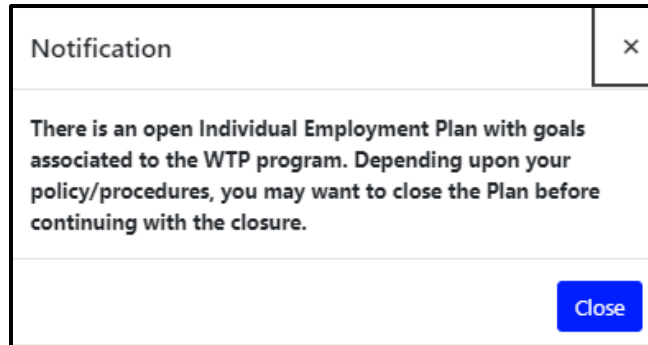 Notification
×
There is an open Individual Employment Plan with goals
associated to the WTP program. Depending upon your
policy/procedures, you may want to close the Plan before
continuing with the closure.
Close